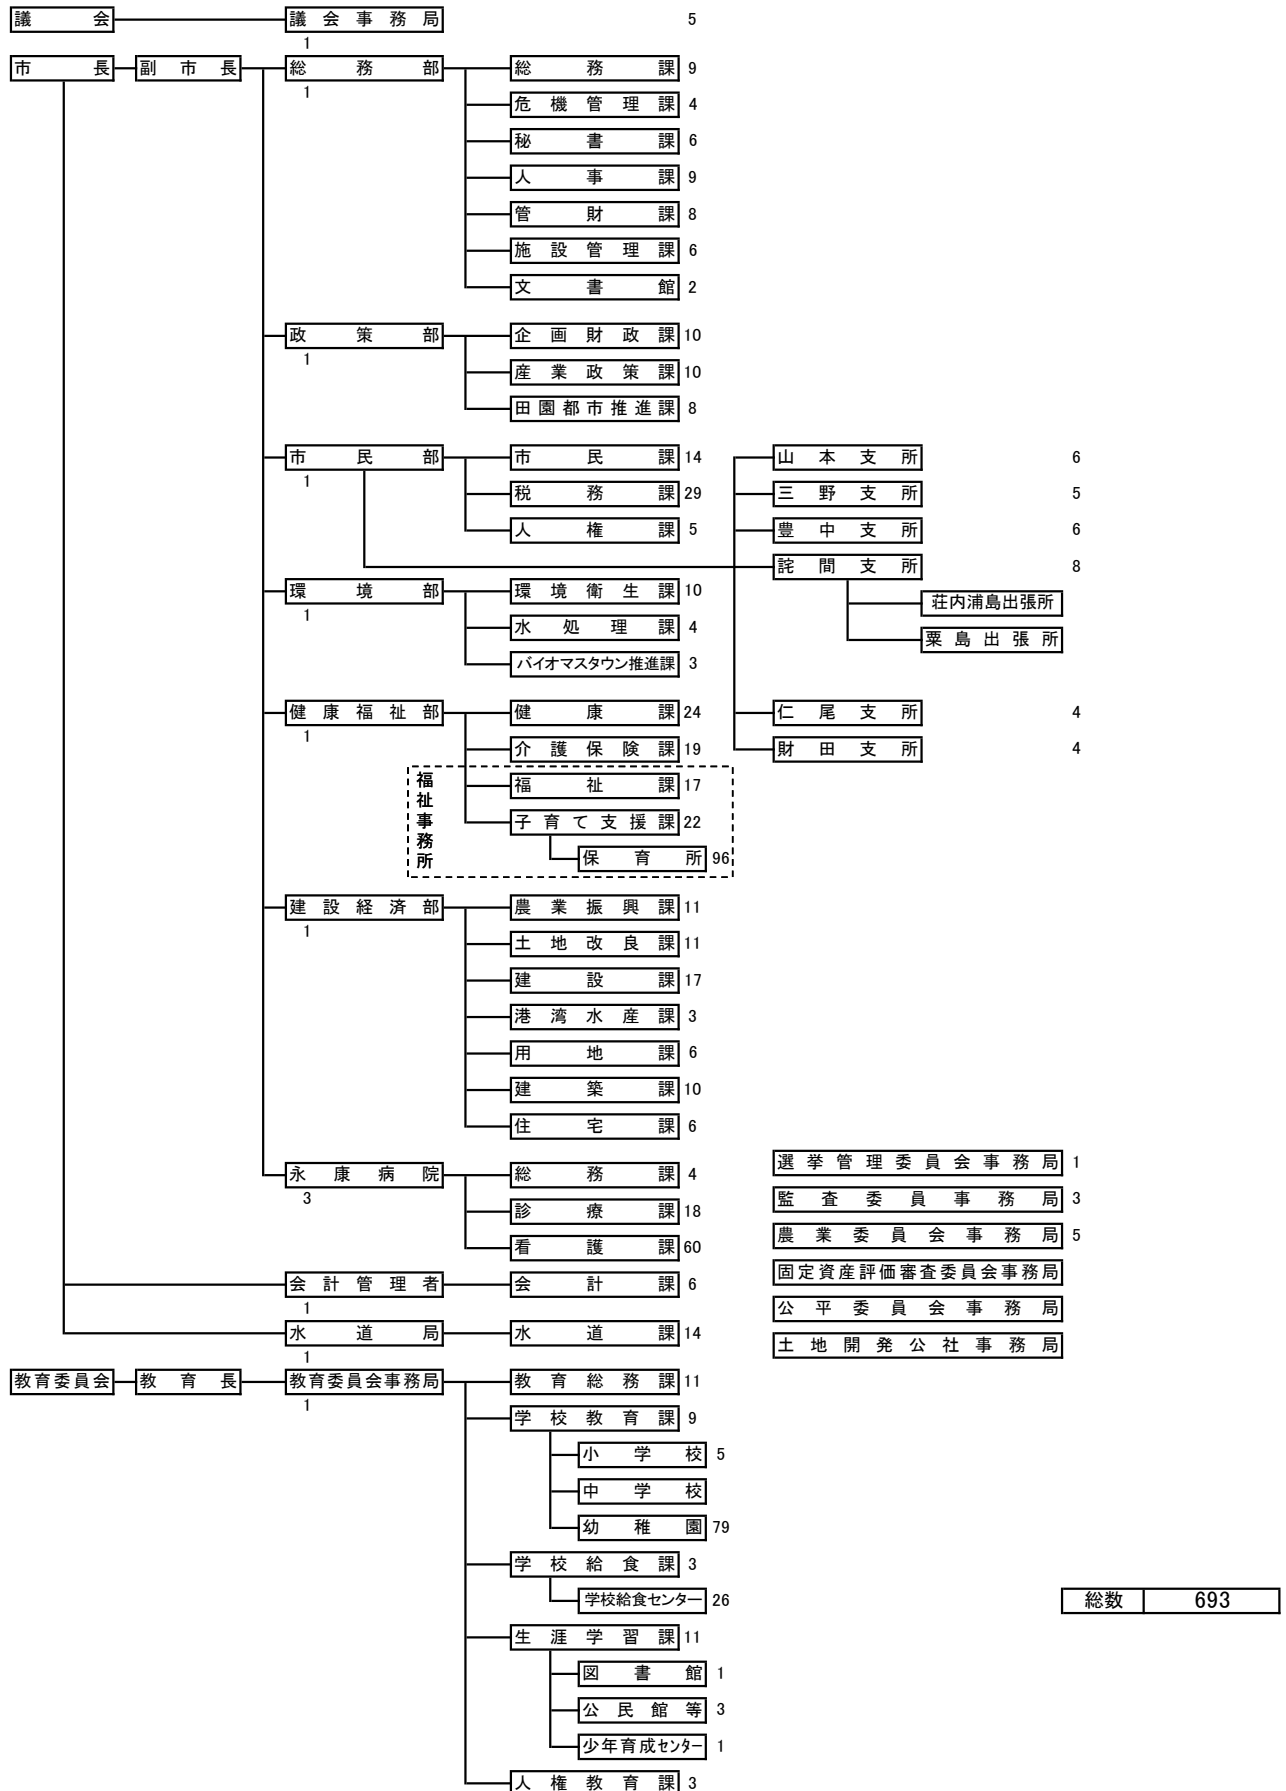 議会 議会事務局 5
1
市長 副市長 総務部 総務課 9
1
危機管理課 4
秘書課 6
人事課 9
管財課 8
施設管理課 6
文書館 2
政策部 企画財政課 10
1
産業政策課 10
田園都市推進課 8
市民部 市民課 14 山本支所 6
1
税務課 29 三野支所 5
人権課 5 豊中支所 6
詫間支所 8
環境部 環境衛生課 10 荘内浦島出張所
1
水処理課 4 粟島出張所
バイオマスタウン推進課 3
健康福祉部 健康課 24 仁尾支所 4
1
介護保険課 19 財田支所 4
福祉事務所
福祉課 17
子育て支援課 22
保育所 96
建設経済部 農業振興課 11
1
土地改良課 11
建設課 17
港湾水産課 3
用地課 6
建築課 10
住宅課 6
永康病院 総務課 4 選挙管理委員会事務局 1
3
診療課 18 監査委員事務局 3
看護課 60 農業委員会事務局 5
固定資産評価審査委員会事務局
会計管理者 会計課 6 公平委員会事務局
1
水道局 水道課 14 土地開発公社事務局
1
教育委員会 教育長 教育委員会事務局 教育総務課 11
1
学校教育課 9
小学校 5
中学校
幼稚園 79
学校給食課 3
学校給食センター 26 総数 693
生涯学習課 11
図書館 1
公民館等 3
少年育成センター 1
人権教育課 3